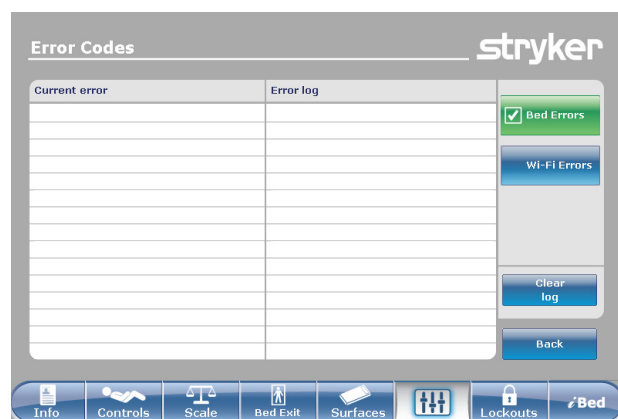 Error Codes
stryker
Current error
Error log
Bed Errors
Wi-Fi Errors
Clear
log
Back
Info
Controls
Scale
Bed Exit
Surfaces
Lockouts
iBed